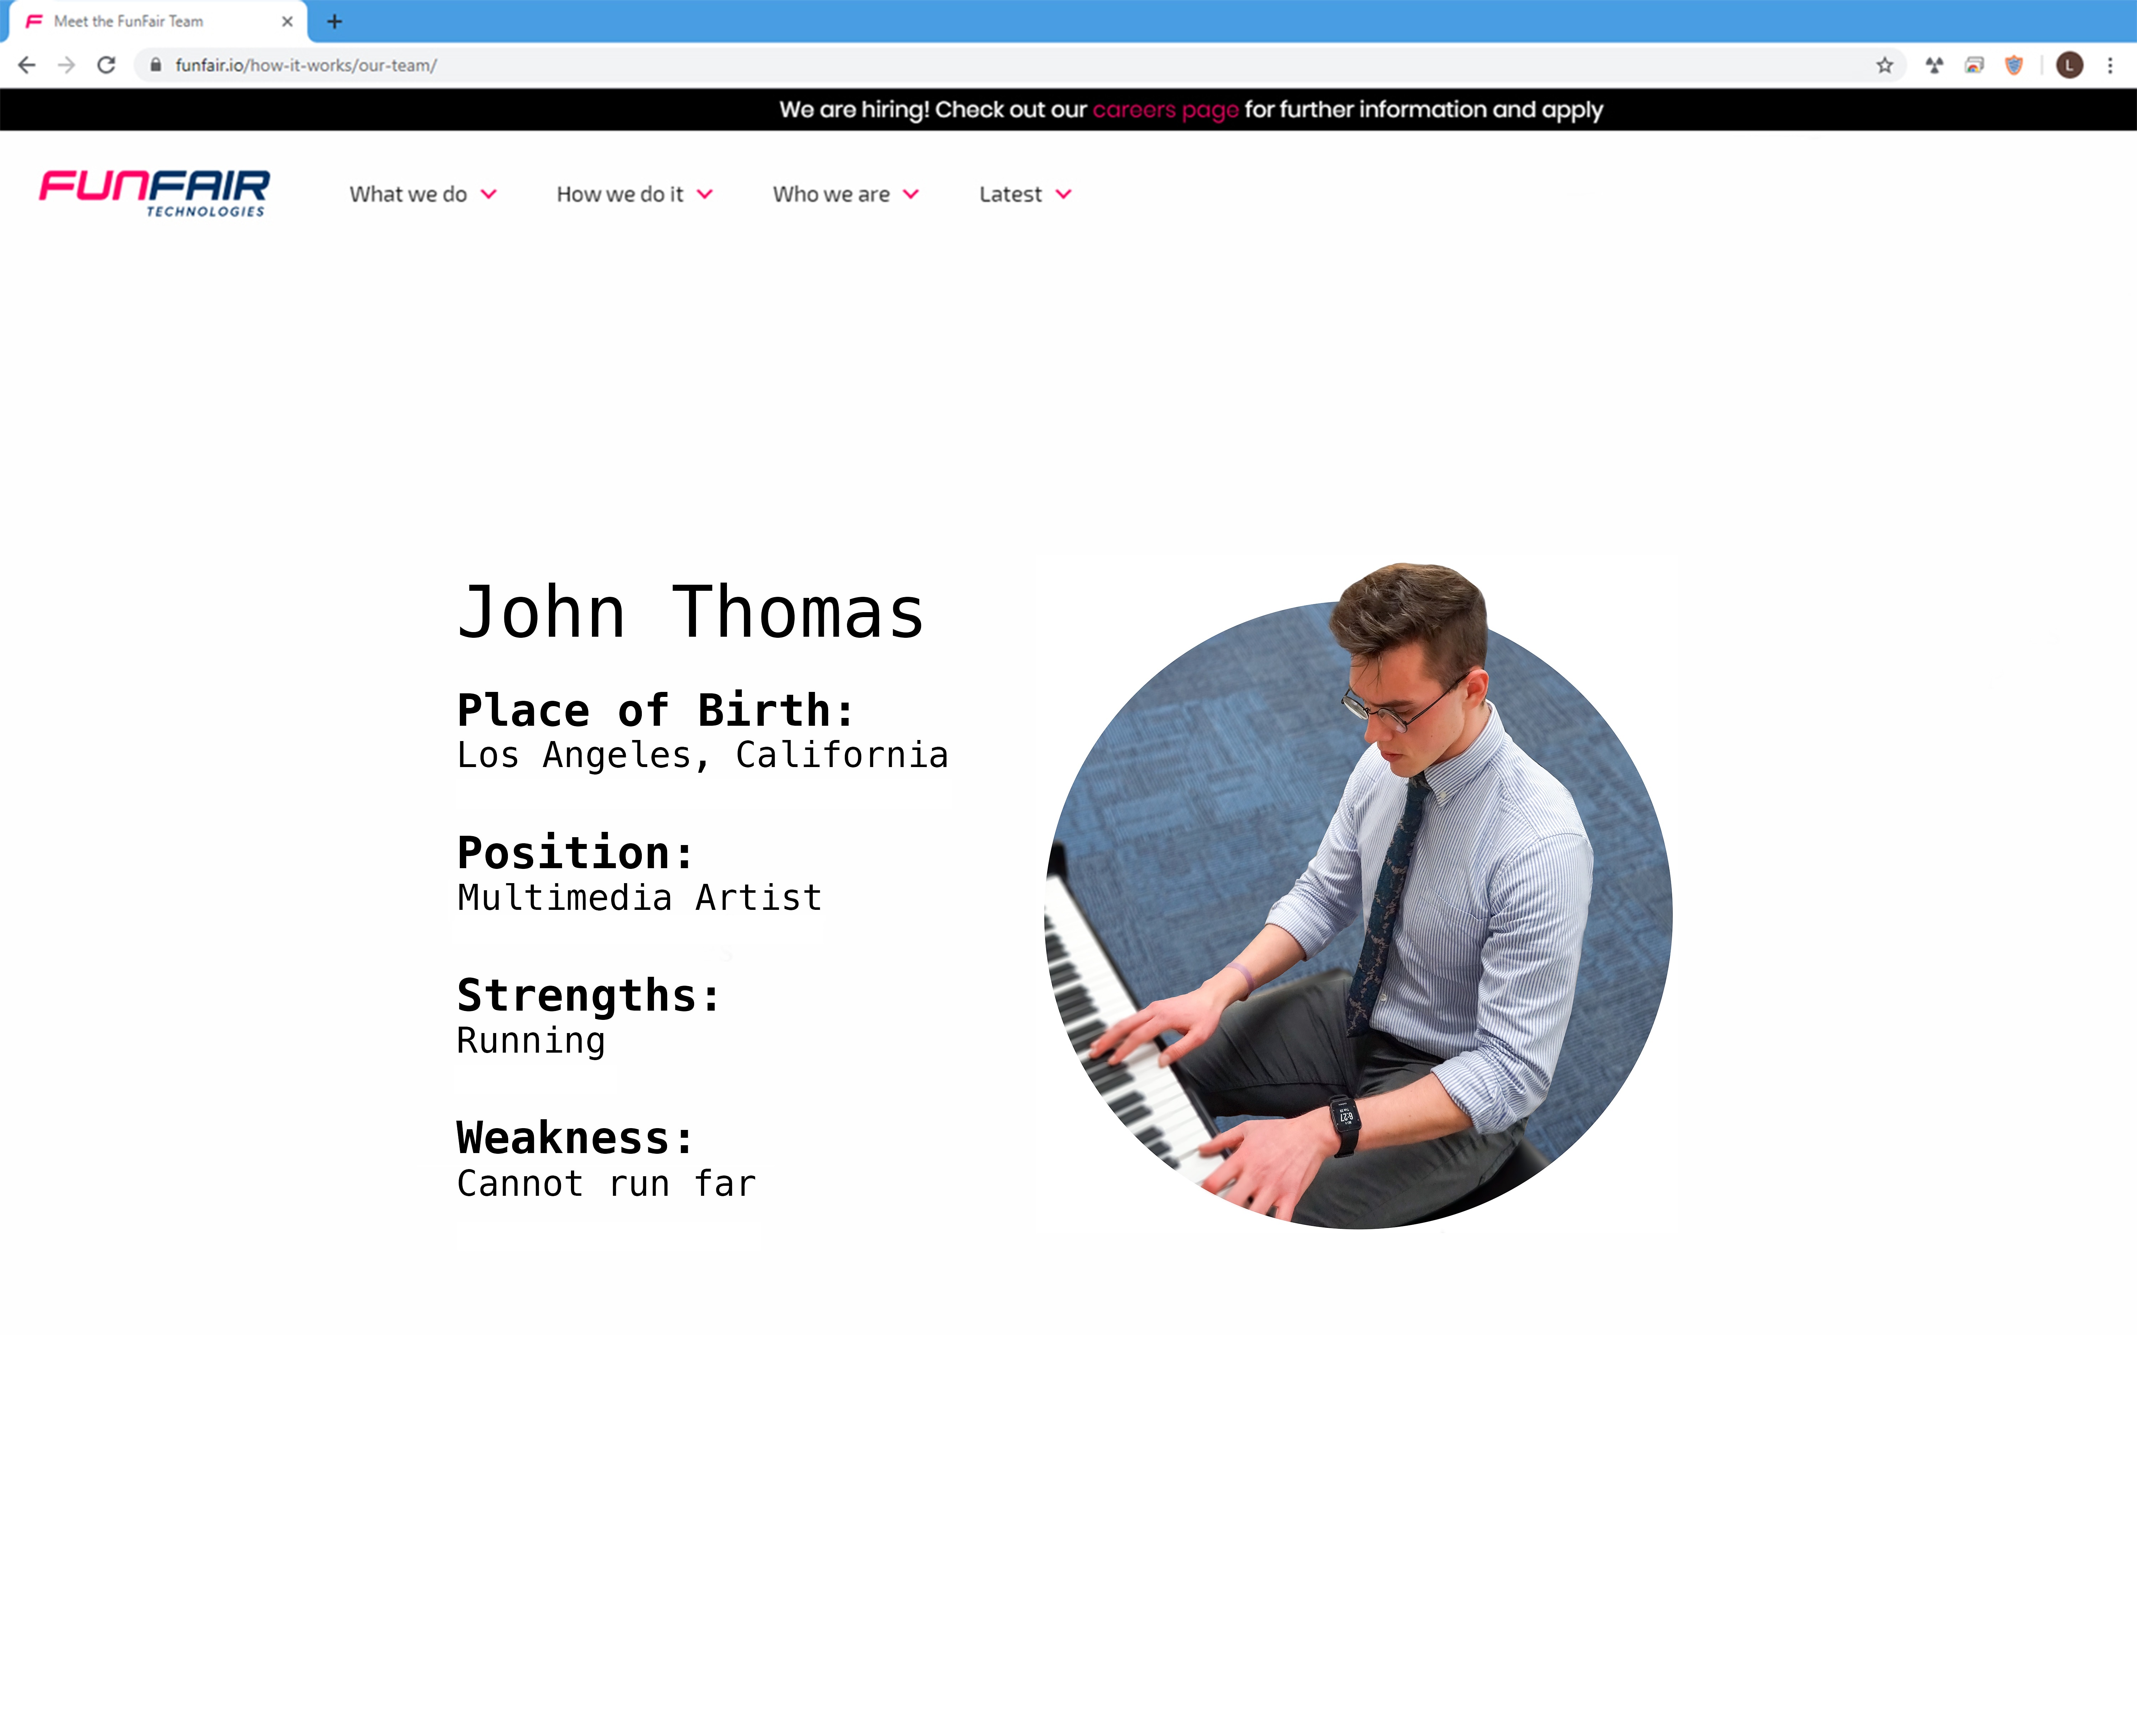 Meet the FunFair Team
funfair.io/how-it-works/our-team/
L
We are hiring! Check out our careers page for further information and apply
FUNFAIR
TECHNOLOGIES
What we do
How we do it
Who we are
Latest
John Thomas
Place of Birth:
Los Angeles, California
Position:
Multimedia Artist
Strengths:
Running
Weakness:
Cannot run far
6:27